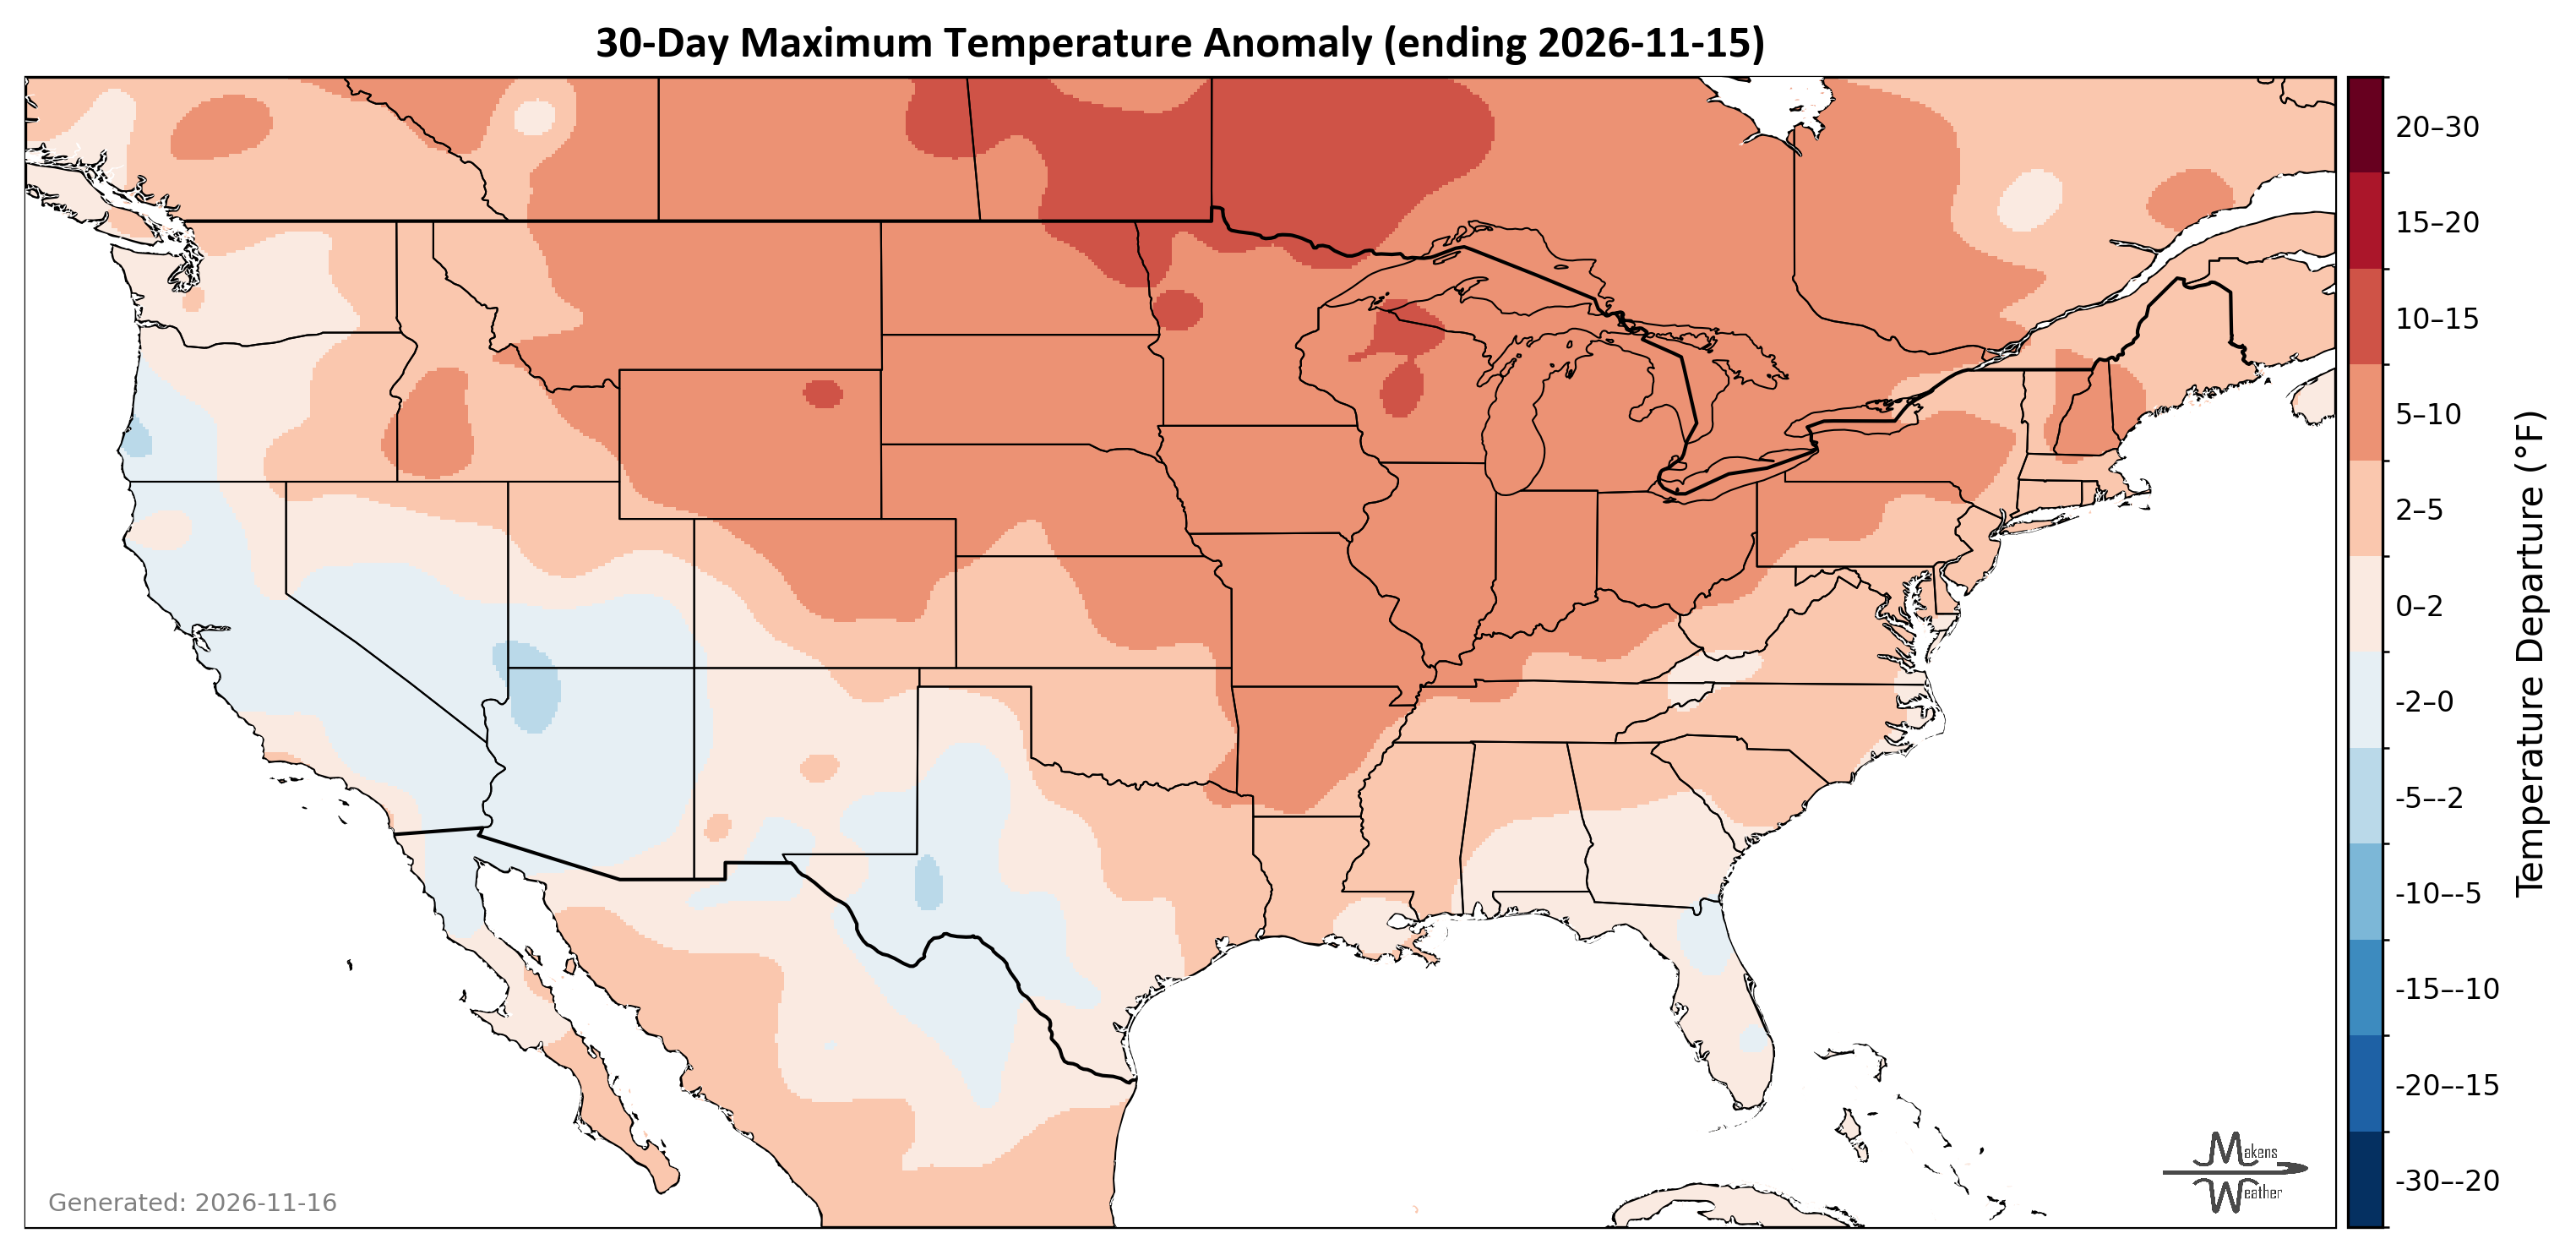 30-Day Maximum Temperature Anomaly (ending 2026-11-15)
20–30
15–20
10–15
5–10
2–5
0–2
-2–0
-5–-2
-10–-5
-15–-10
-20–-15
-30–-20
Temperature Departure (°F)
Generated: 2026-11-16
Makens
Weather